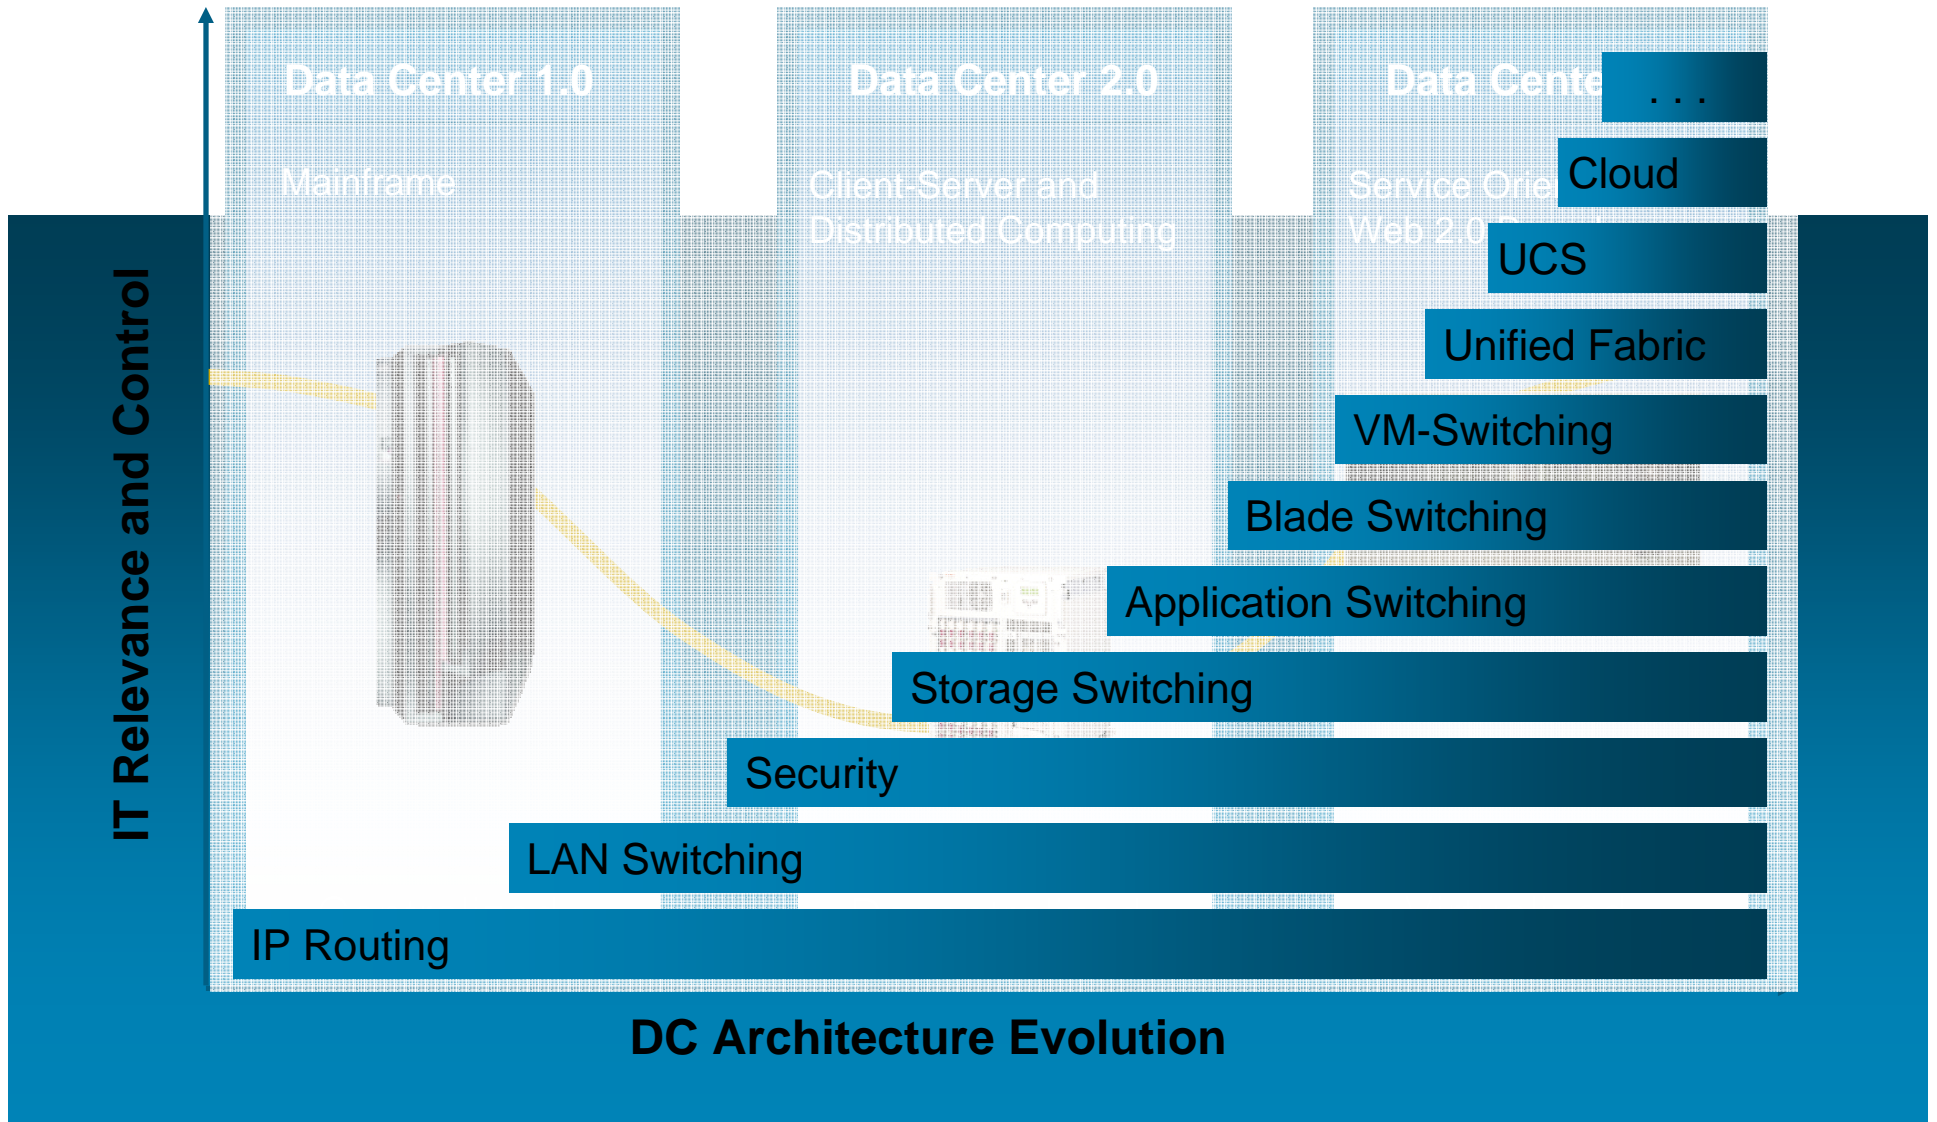 Data Center 1.0
Data Center 2.0
Data Cente
. . .
Mainframe
Client-Server and
Distributed Computing
Service Orie
Web 2.0
Cloud
UCS
Unified Fabric
VM-Switching
Blade Switching
Application Switching
Storage Switching
Security
LAN Switching
IP Routing
IT Relevance and Control
DC Architecture Evolution